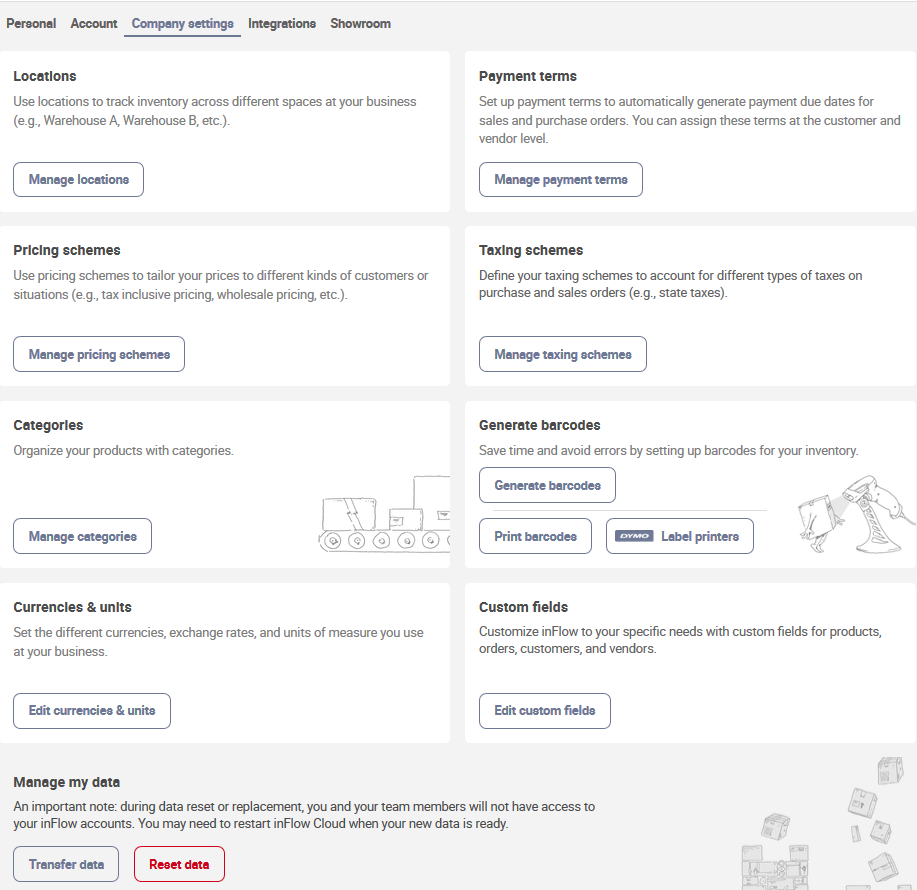 Personal Account Company settings Integrations Showroom
Locations
Use locations to track inventory across different spaces at your business
(e.g., Warehouse A, Warehouse B, etc.).
Manage locations
Payment terms
Set up payment terms to automatically generate payment due dates for
sales and purchase orders. You can assign these terms at the customer and
vendor level.
Manage payment terms
Pricing schemes
Use pricing schemes to tailor your prices to different kinds of customers or
situations (e.g., tax inclusive pricing, wholesale pricing, etc.).
Manage pricing schemes
Taxing schemes
Define your taxing schemes to account for different types of taxes on
purchase and sales orders (e.g., state taxes).
Manage taxing schemes
Categories
Organize your products with categories.
Manage categories
Generate barcodes
Save time and avoid errors by setting up barcodes for your inventory.
Generate barcodes
Print barcodes
DYMO Label printers
Currencies & units
Set the different currencies, exchange rates, and units of measure you use
at your business.
Edit currencies & units
Custom fields
Customize inFlow to your specific needs with custom fields for products,
orders, customers, and vendors.
Edit custom fields
Manage my data
An important note: during data reset or replacement, you and your team members will not have access to
your inFlow accounts. You may need to restart inFlow Cloud when your new data is ready.
Transfer data
Reset data